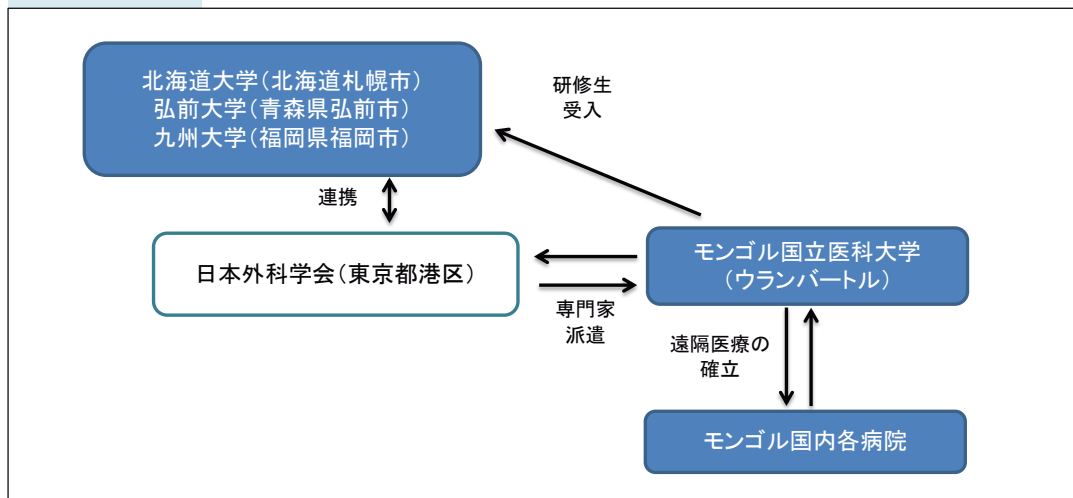 北海道大学(北海道札幌市)
弘前大学(青森県弘前市)
九州大学(福岡県福岡市)
研修生
受入
連携
日本外科学会(東京都港区)
モンゴル国立医科大学
(ウランバートル)
専門家
派遣
遠隔医療の
確立
モンゴル国内各病院